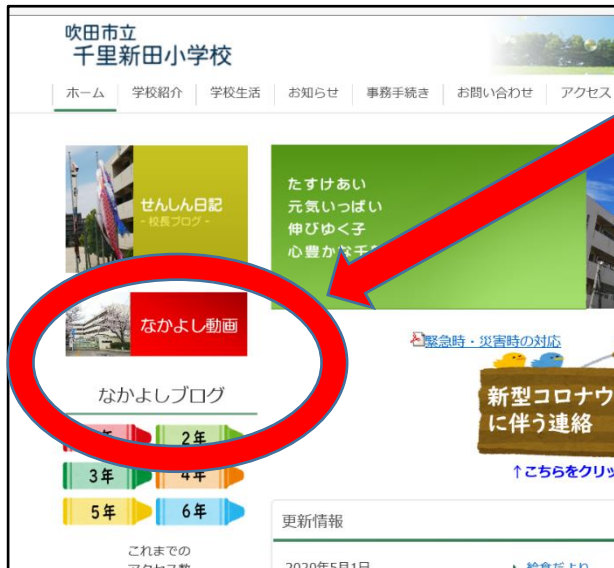 吹田市立
千里新田小学校
ホーム 学校紹介 学校生活 お知らせ 事務手続き お問い合わせ アクセス
せんしん日記
- 校長ブログ -
たすけあい
元気いっぱい
伸びゆく子
心豊かな千
なかよし動画
緊急時・災害時の対応
なかよしブログ
新型コロナウ
に伴う連絡
2年
3年 4年
5年 6年
↑こちらをクリッ
更新情報
これまでの
アクセス数
2020年5月1日 給食だより